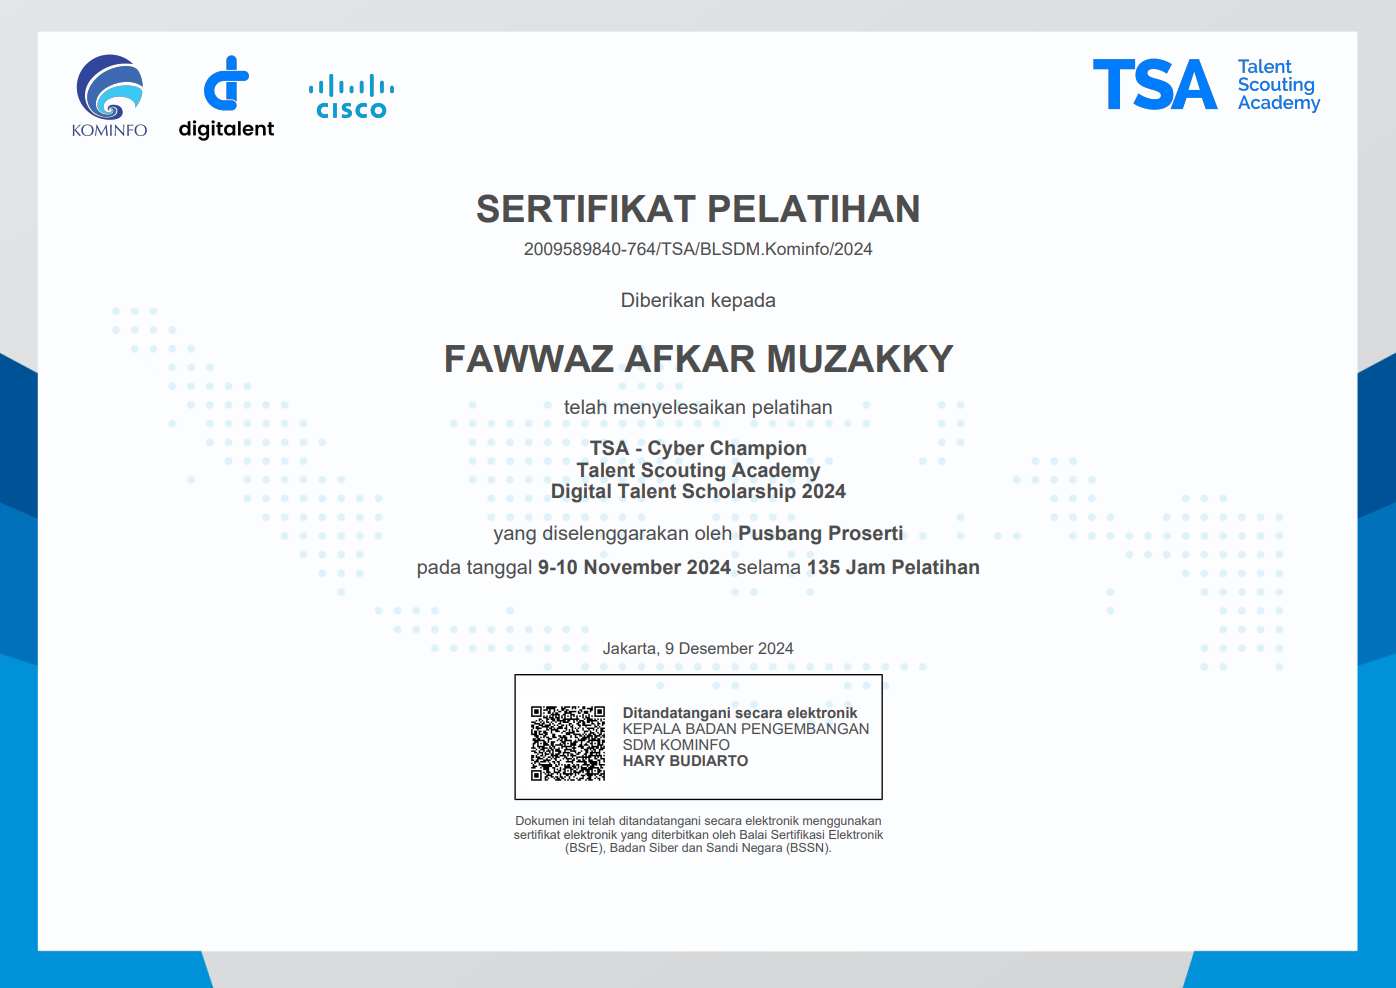 KOMINFO
digitalent
CISCO
TSA
Talent
Scouting
Academy
SERTIFIKAT PELATIHAN
2009589840-764/TSA/BLSDM.Kominfo/2024
Diberikan kepada
FAWWAZ AFKAR MUZAKKY
telah menyelesaikan pelatihan
TSA - Cyber Champion
Talent Scouting Academy
Digital Talent Scholarship 2024
yang diselenggarakan oleh Pusbang Proserti
pada tanggal 9-10 November 2024 selama 135 Jam Pelatihan
Jakarta, 9 Desember 2024
Ditandatangani secara elektronik
KEPALA BADAN PENGEMBANGAN
SDM KOMINFO
HARY BUDIARTO
Dokumen ini telah ditandatangani secara elektronik menggunakan
sertifikat elektronik yang diterbitkan oleh Balai Sertifikasi Elektronik
(BSrE), Badan Siber dan Sandi Negara (BSSN).